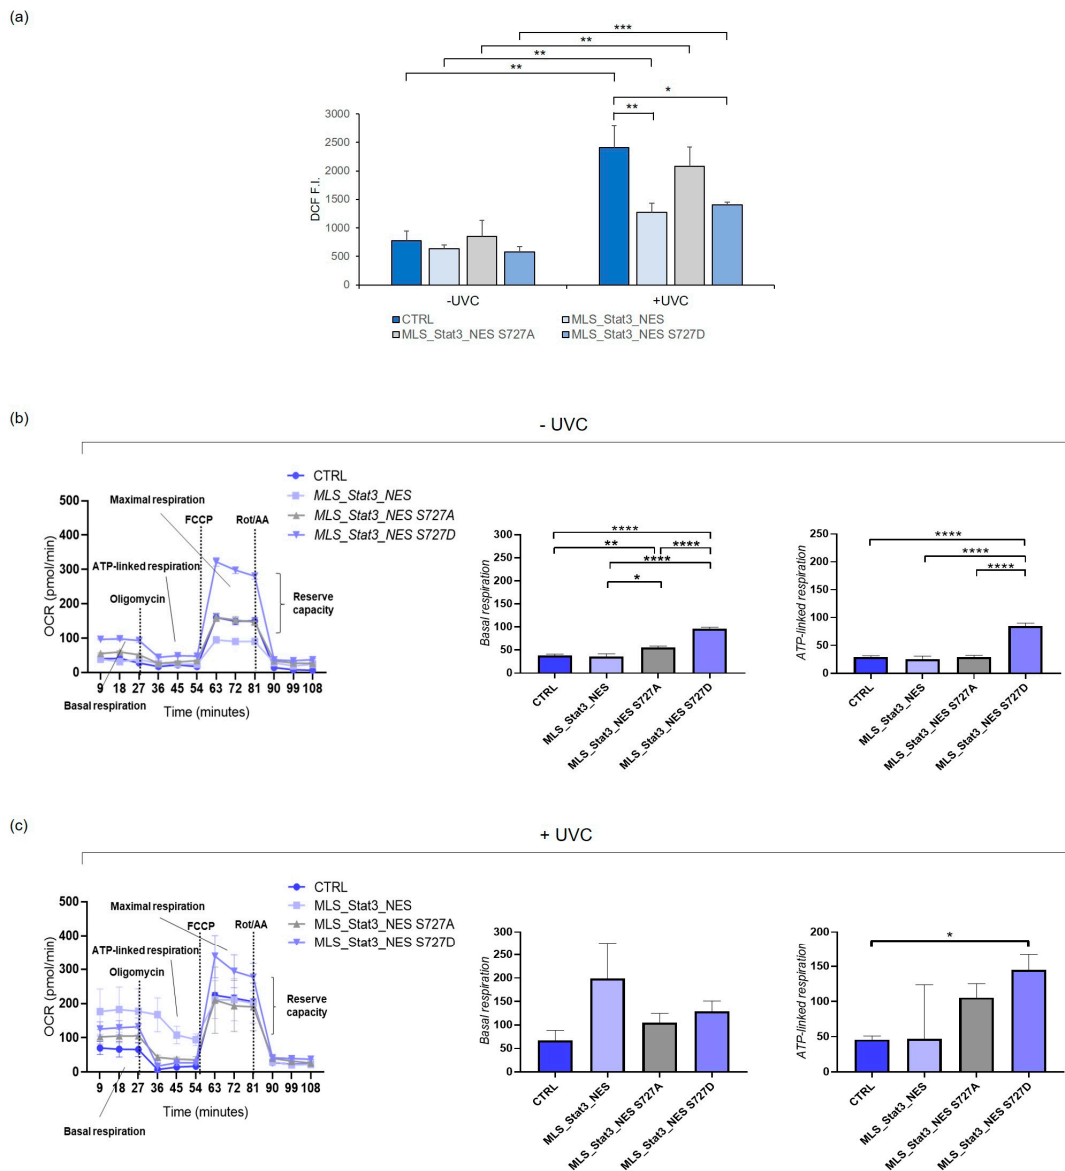 (a)
***
**
**
**
*
**
3000
2500
2000
1500
1000
500
0
DCF F.I.
-UVC
+UVC
CTRL
MLS_Stat3_NES
MLS_Stat3_NES S727A
MLS_Stat3_NES S727D
(b)
- UVC
CTRL
MLS_Stat3_NES
MLS_Stat3_NES S727A
MLS_Stat3_NES S727D
Maximal respiration
FCCP
Rot/AA
ATP-linked respiration
Oligomycin
Reserve
capacity
500
400
300
200
100
0
OCR (pmol/min)
9 18 27 36 45 54 63 72 81 90 99 108
Basal respiration
Time (minutes)
****
**
****
****
*
300
250
200
150
100
50
0
Basal respiration
CTRL
MLS_Stat3_NES
MLS_Stat3_NES S727A
MLS_Stat3_NES S727D
****
****
****
250
200
150
100
50
0
ATP-linked respiration
CTRL
MLS_Stat3_NES
MLS_Stat3_NES S727A
MLS_Stat3_NES S727D
(c)
+ UVC
CTRL
MLS_Stat3_NES
MLS_Stat3_NES S727A
MLS_Stat3_NES S727D
Maximal respiration
FCCP
Rot/AA
ATP-linked respiration
Oligomycin
Reserve
capacity
500
400
300
200
100
0
OCR (pmol/min)
9 18 27 36 45 54 63 72 81 90 99 108
Time (minutes)
Basal respiration
300
250
200
150
100
50
0
Basal respiration
CTRL
MLS_Stat3_NES
MLS_Stat3_NES S727A
MLS_Stat3_NES S727D
*
200
150
100
50
0
ATP-linked respiration
CTRL
MLS_Stat3_NES
MLS_Stat3_NES S727A
MLS_Stat3_NES S727D